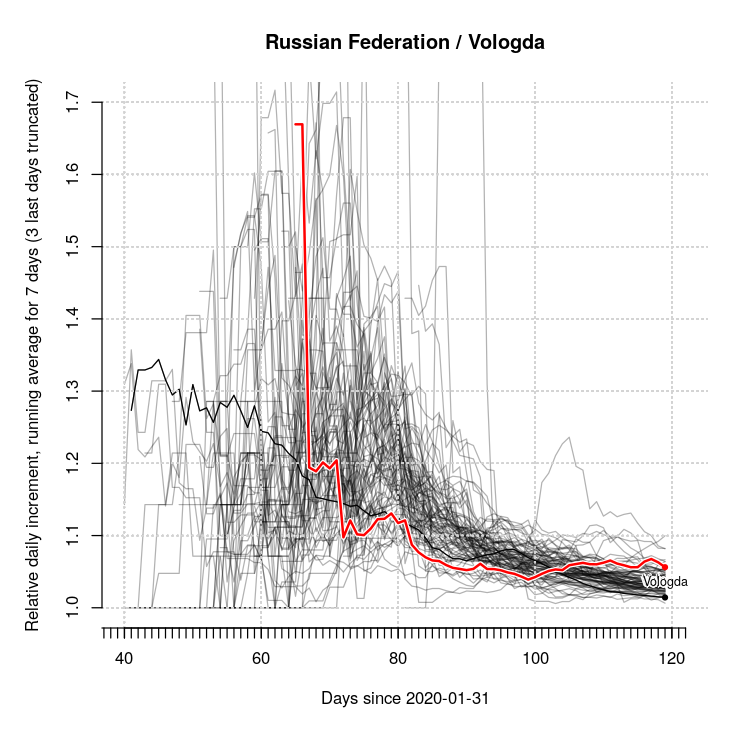 Russian Federation / Vologda
Relative daily increment, running average for 7 days (3 last days truncated)
1.7
1.6
1.5
1.4
1.3
1.2
1.1
1.0
Vologda
40 60 80 100 120
Days since 2020-01-31